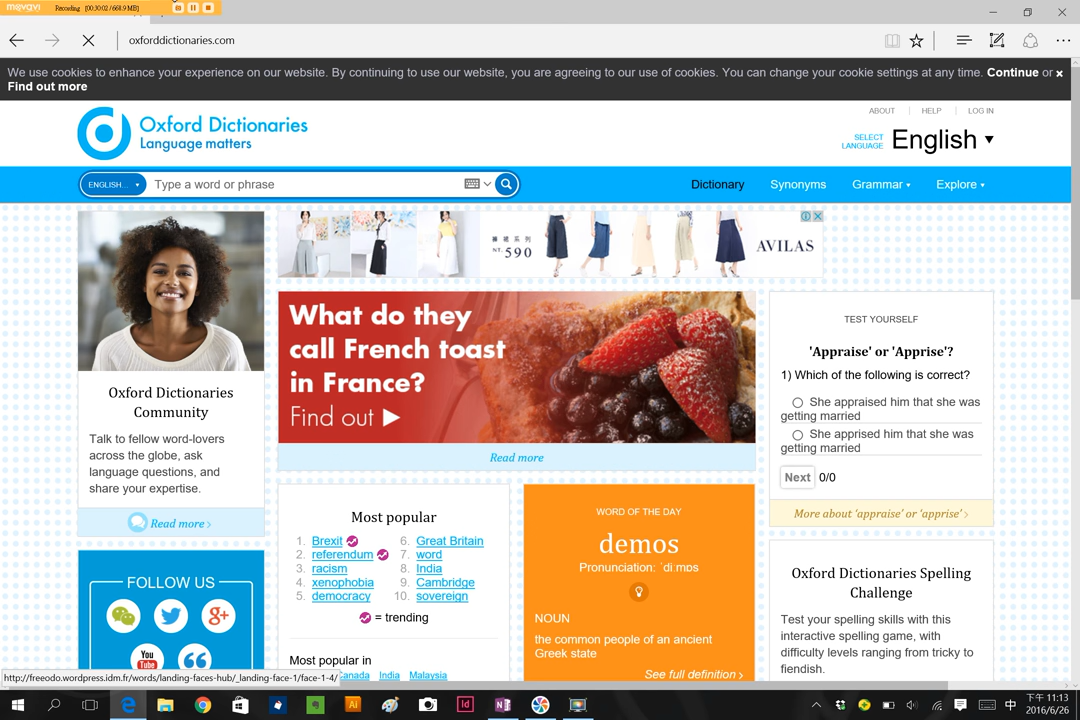 movavi Recording [00:30:02 / 668.9 MB]
oxforddictionaries.com
We use cookies to enhance your experience on our website. By continuing to use our website, you are agreeing to our use of cookies. You can change your cookie settings at any time. Continue or ×
Find out more
ABOUT HELP LOG IN
Oxford Dictionaries
Language matters
SELECT
LANGUAGE
English ▼
ENGLISH... Type a word or phrase
Dictionary Synonyms Grammar Explore
褲裙系列
NT.590
AVILAS
What do they
call French toast
in France?
Find out ▶
Read more
Oxford Dictionaries
Community
Talk to fellow word-lovers
across the globe, ask
language questions, and
share your expertise.
Read more ›
FOLLOW US
g+
You
Tube
TEST YOURSELF
'Appraise' or 'Apprise'?
1) Which of the following is correct?
She appraised him that she was
getting married
She apprised him that she was
getting married
Next 0/0
More about 'appraise' or 'apprise' ›
Most popular
1. Brexit
2. referendum
3. racism
4. xenophobia
5. democracy
6. Great Britain
7. word
8. India
9. Cambridge
10. sovereign
= trending
Most popular in
Canada India Malaysia
WORD OF THE DAY
demos
Pronunciation: ˈdiːmɒs
NOUN
the common people of an ancient
Greek state
See full definition ›
Oxford Dictionaries Spelling
Challenge
Test your spelling skills with this
interactive spelling game, with
difficulty levels ranging from tricky to
fiendish.
http://freeodo.wordpress.idm.fr/words/landing-faces-hub/_landing-face-1/face-1-4/
Ai
Id
N
中
下午 11:13
2016/6/26